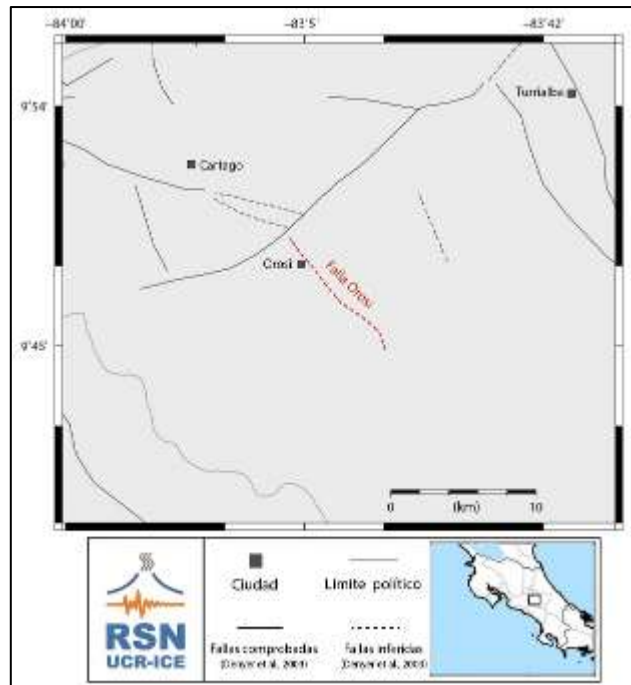 –84°00' –83°5' –83°42'
9°54'
Turrialba
Cartago
Orosi
Falla Orosi
9°45'
0 (km) 10
Ciudad
Límite político
RSN
UCR-ICE
Fallas comprobadas
Fallas inferidas
(Denyer et al., 2003) (Denyer et al., 2003)